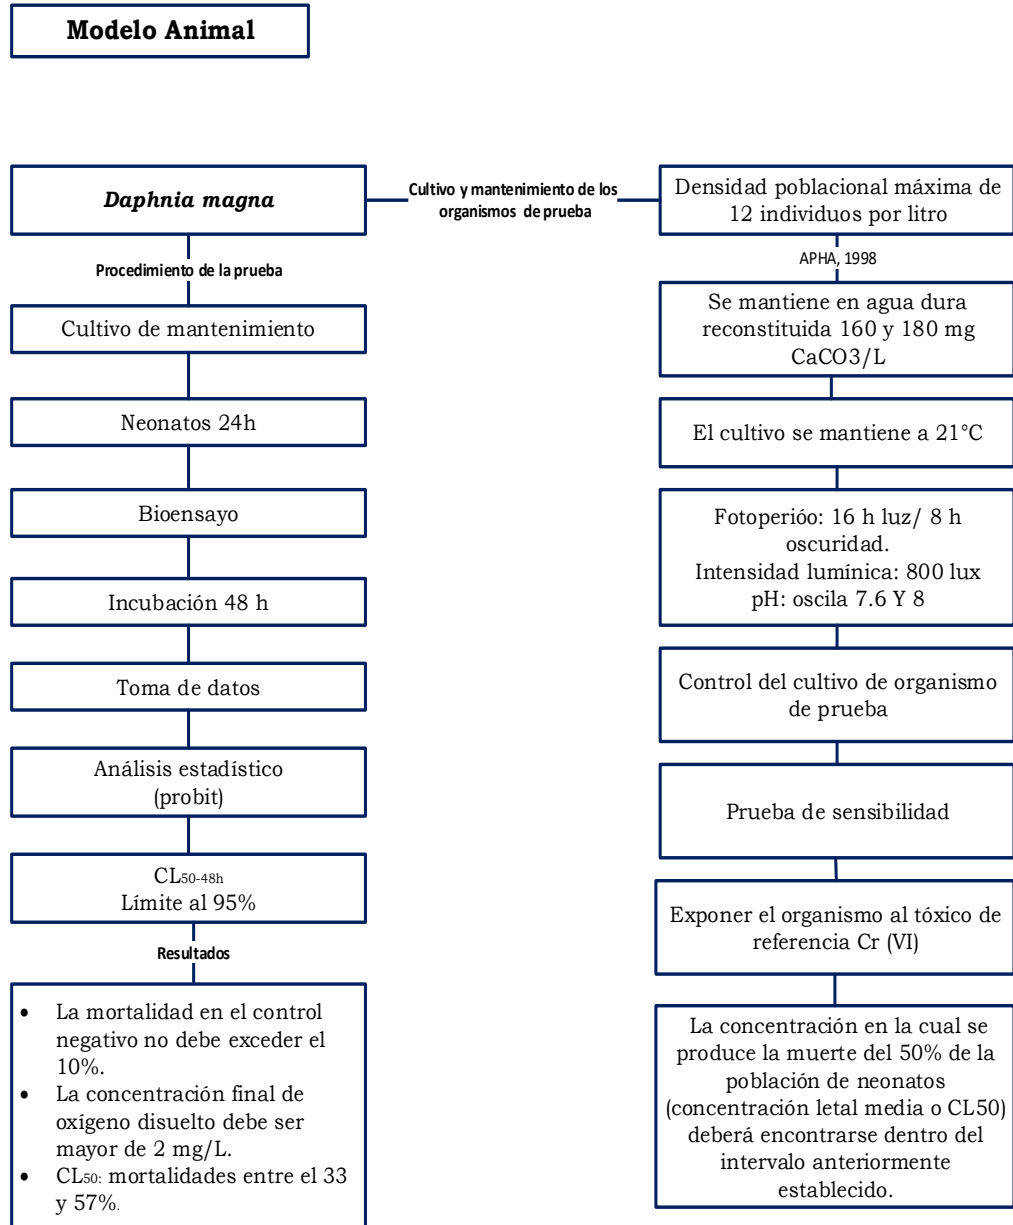 Modelo Animal
Daphnia magna
Procedimiento de la prueba
Cultivo de mantenimiento
Neonatos 24h
Bioensayo
Incubación 48 h
Toma de datos
Análisis estadístico
(probit)
CL50-48h
Límite al 95%
Resultados
• La mortalidad en el control
negativo no debe exceder el
10%.
• La concentración final de
oxígeno disuelto debe ser
mayor de 2 mg/L.
• CL50: mortalidades entre el 33
y 57%.
Cultivo y mantenimiento de los
organismos de prueba
Densidad poblacional máxima de
12 individuos por litro
APHA, 1998
Se mantiene en agua dura
reconstituida 160 y 180 mg
CaCO3/L
El cultivo se mantiene a 21°C
Fotoperióo: 16 h luz/ 8 h
oscuridad.
Intensidad lumínica: 800 lux
pH: oscila 7.6 Y 8
Control del cultivo de organismo
de prueba
Prueba de sensibilidad
Exponer el organismo al tóxico de
referencia Cr (VI)
La concentración en la cual se
produce la muerte del 50% de la
población de neonatos
(concentración letal media o CL50)
deberá encontrarse dentro del
intervalo anteriormente
establecido.